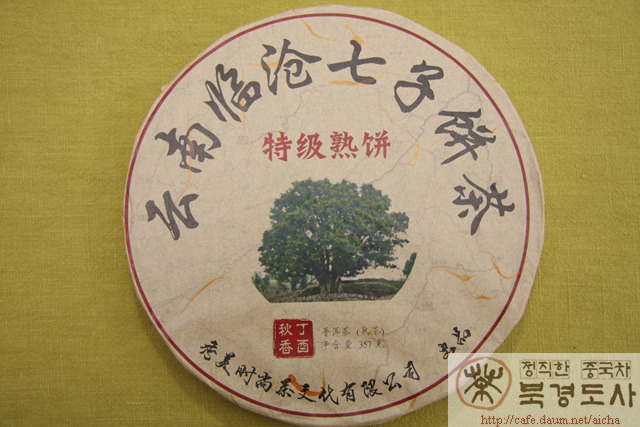 云南临沧七子饼茶
特级熟饼
丁酉
秋香
普洱茶(熟茶)
净含量:357克
老美时尚茶文化有限公司
정직한 중국차
茶
북경도사
http://cafe.daum.net/aicha